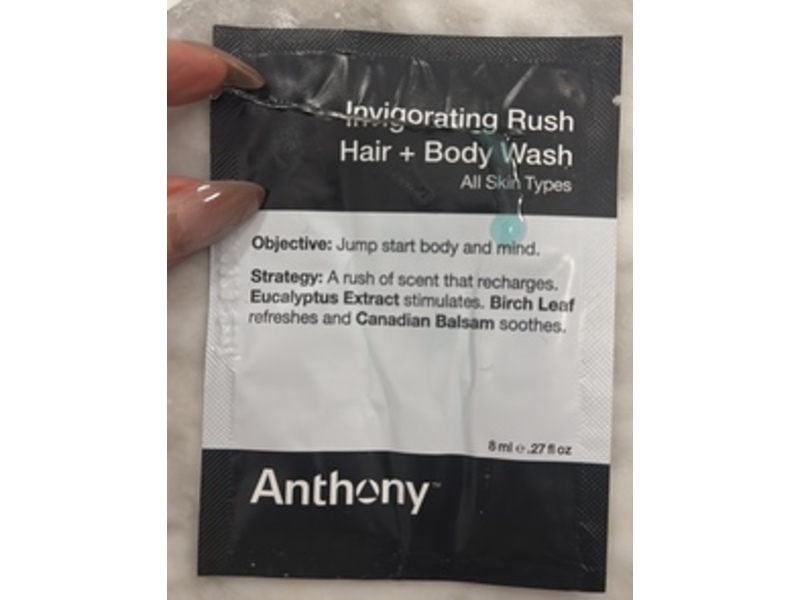 Invigorating Rush
Hair + Body Wash
All Skin Types
Objective: Jump start body and mind.
Strategy: A rush of scent that recharges.
Eucalyptus Extract stimulates. Birch Leaf
refreshes and Canadian Balsam soothes.
8 ml ℮ .27 fl oz
Anthony™